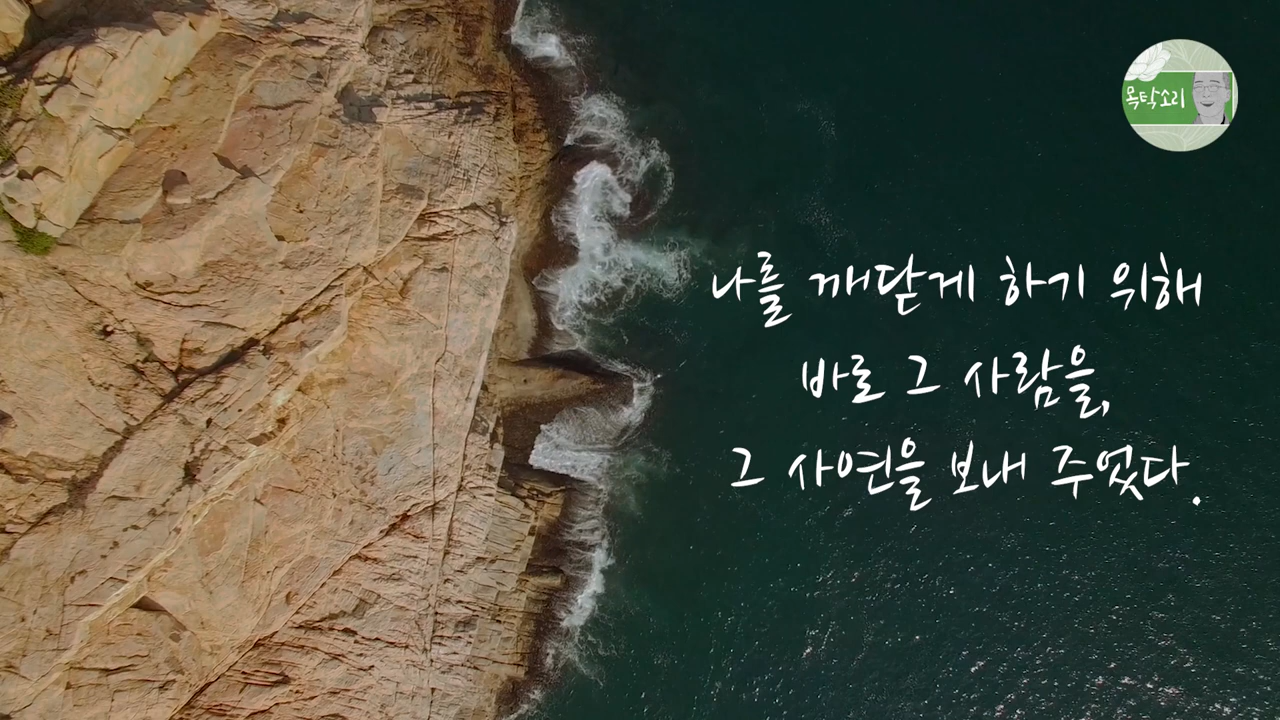 목탁소리
나를 깨닫게 하기 위해
바로 그 사람을,
그 사연을 보내 주었다.